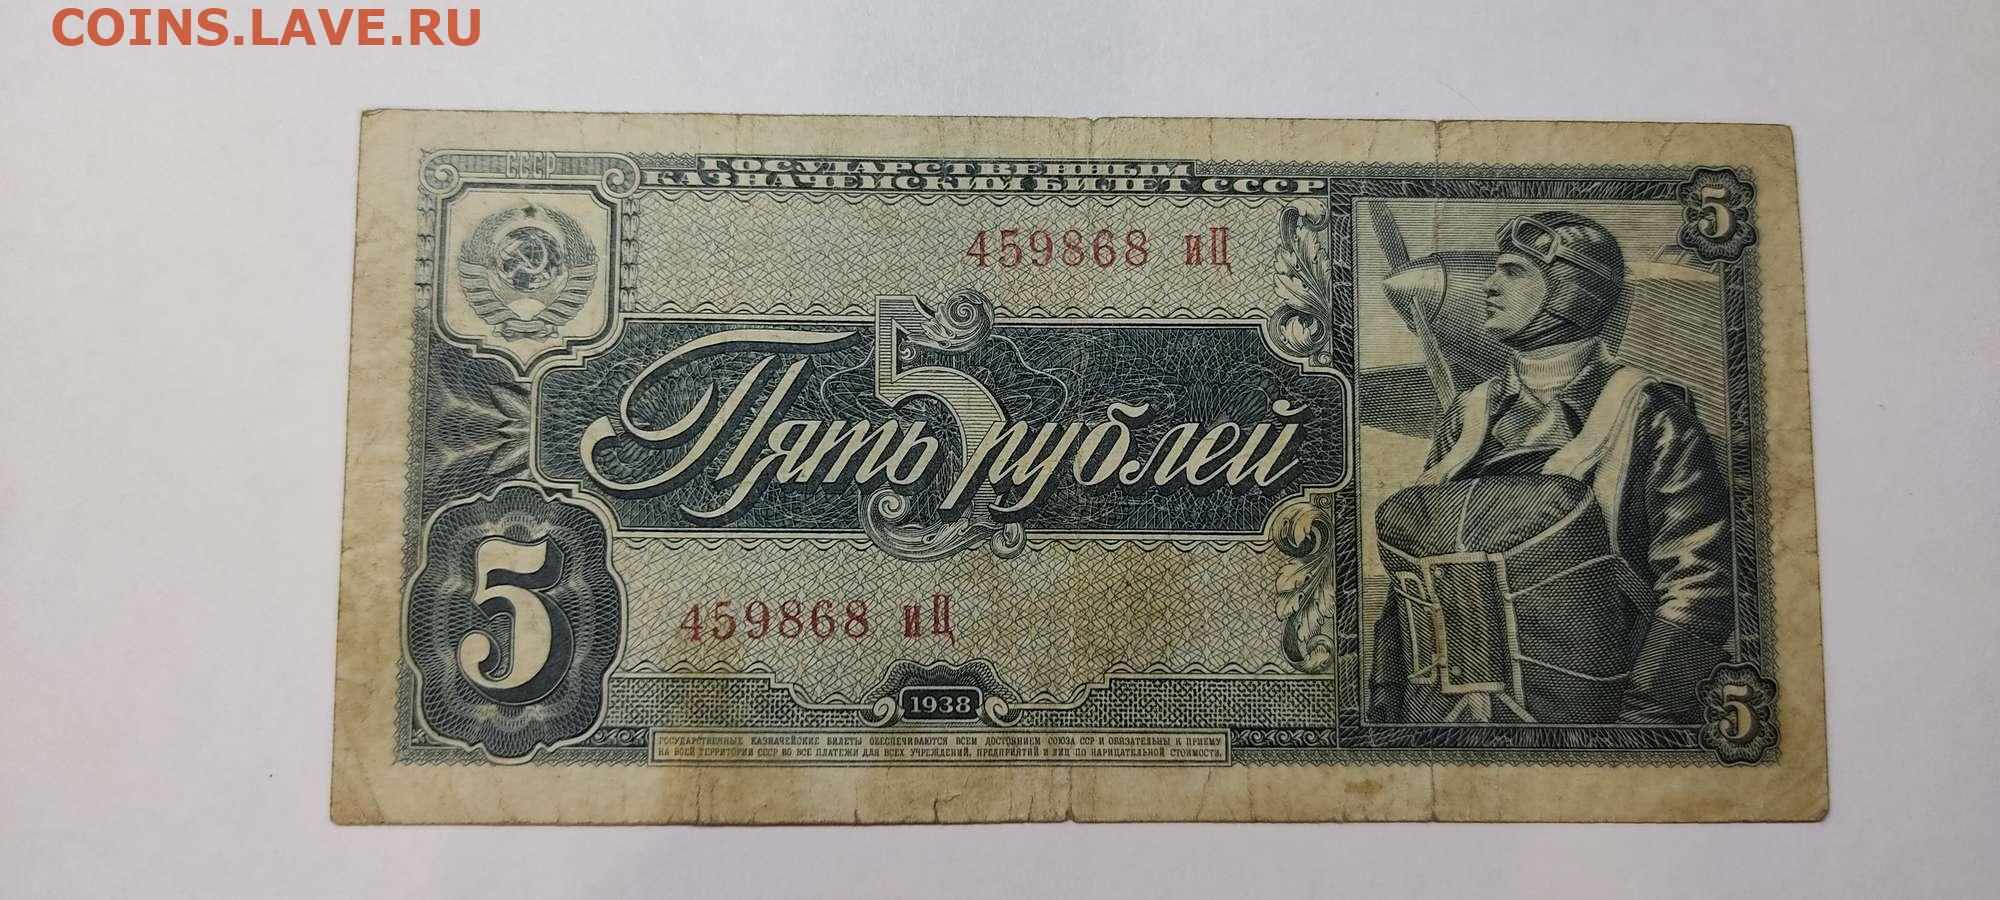 COINS.LAVE.RU
СССР
ГОСУДАРСТВЕННЫЙ
КАЗНАЧЕЙСКИЙ БИЛЕТ СССР
5
459868 иЦ
5
Пять рублей
5
459868 иЦ
1938
5
ГОСУДАРСТВЕННЫЕ КАЗНАЧЕЙСКИЕ БИЛЕТЫ ОБЕСПЕЧИВАЮТСЯ ВСЕМ ДОСТОЯНИЕМ СОЮЗА ССР И ОБЯЗАТЕЛЬНЫ К ПРИЕМУ
НА ВСЕЙ ТЕРРИТОРИИ СССР ВО ВСЕ ПЛАТЕЖИ ДЛЯ ВСЕХ УЧРЕЖДЕНИЙ, ПРЕДПРИЯТИЙ И ЛИЦ ПО НАРИЦАТЕЛЬНОЙ СТОИМОСТИ.